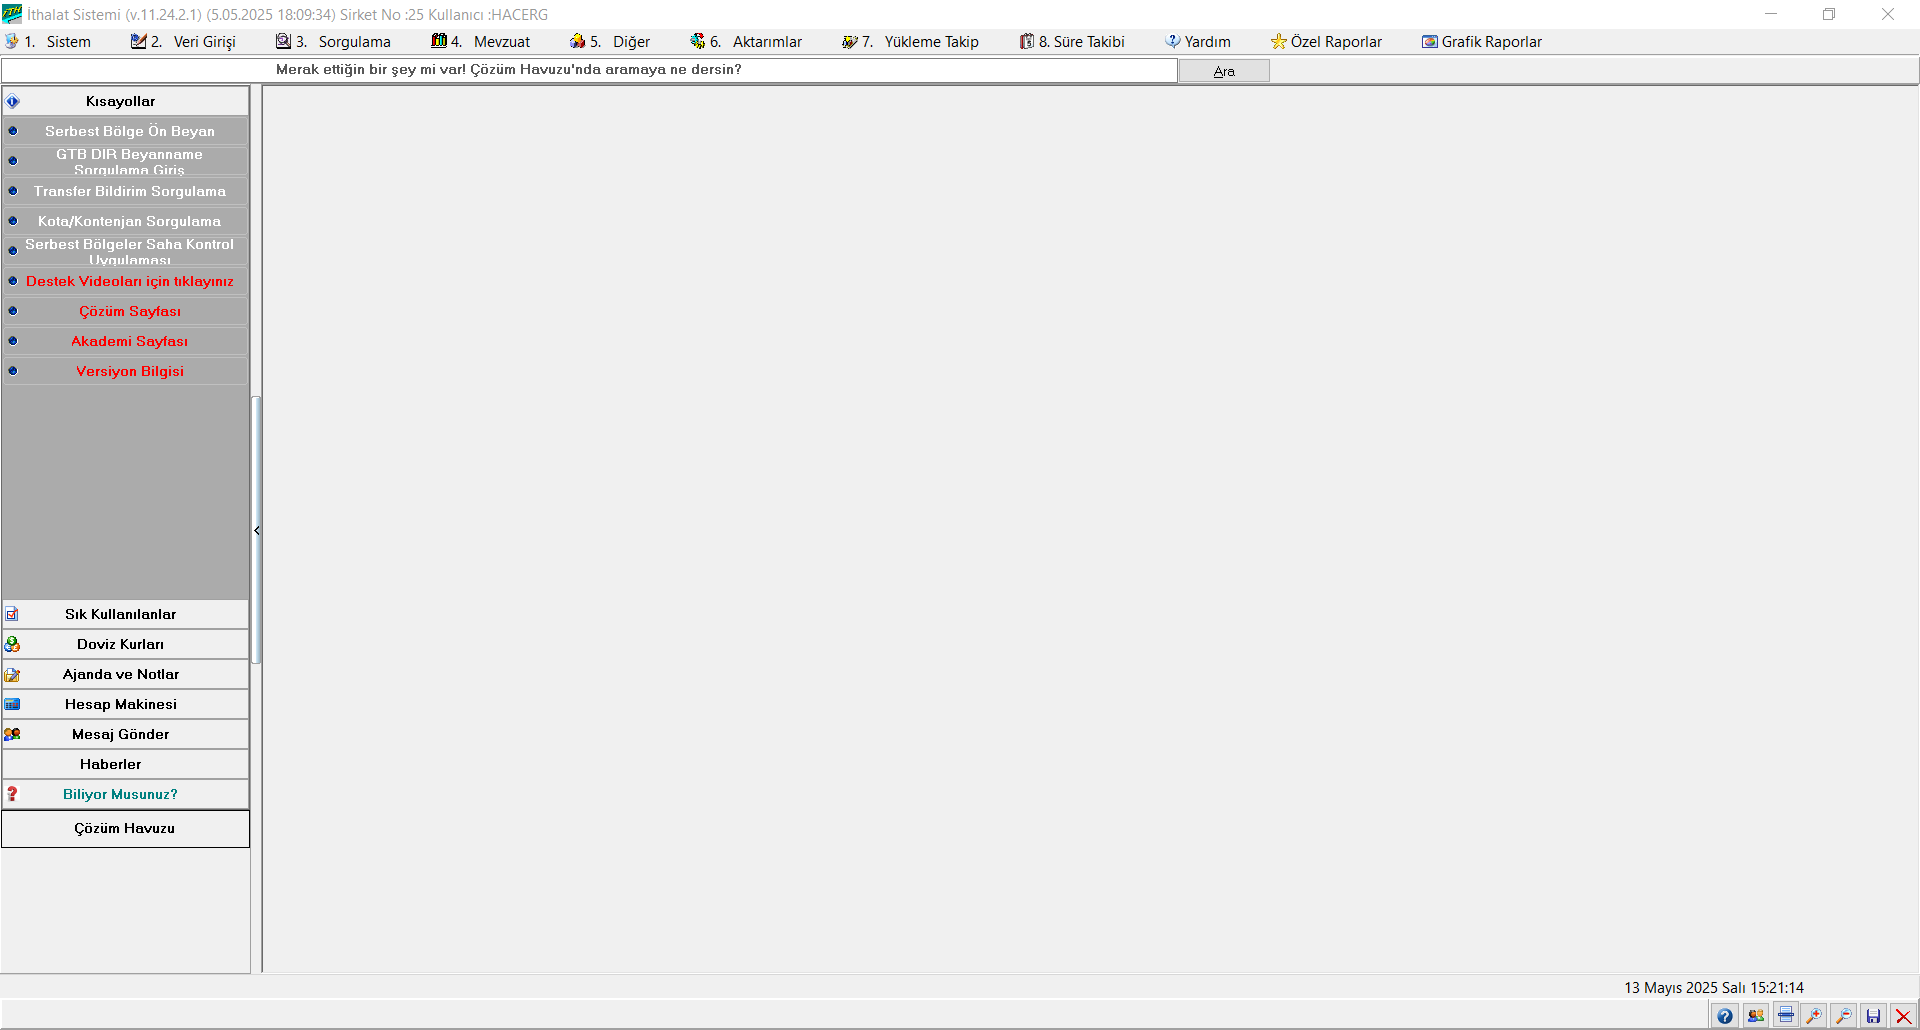 İthalat Sistemi (v.11.24.2.1) (5.05.2025 18:09:34) Sirket No :25 Kullanıcı :HACERG
1. Sistem 2. Veri Girişi 3. Sorgulama 4. Mevzuat 5. Diğer 6. Aktarımlar 7. Yükleme Takip 8. Süre Takibi Yardım Özel Raporlar Grafik Raporlar
Merak ettiğin bir şey mi var! Çözüm Havuzu'nda aramaya ne dersin? Ara
Kısayollar
Serbest Bölge Ön Beyan
GTB DIR Beyanname
Sorgulama Giriş
Transfer Bildirim Sorgulama
Kota/Kontenjan Sorgulama
Serbest Bölgeler Saha Kontrol
Uygulaması
Destek Videoları için tıklayınız
Çözüm Sayfası
Akademi Sayfası
Versiyon Bilgisi
Sık Kullanılanlar
Doviz Kurları
Ajanda ve Notlar
Hesap Makinesi
Mesaj Gönder
Haberler
Biliyor Musunuz?
Çözüm Havuzu
13 Mayıs 2025 Salı 15:21:14